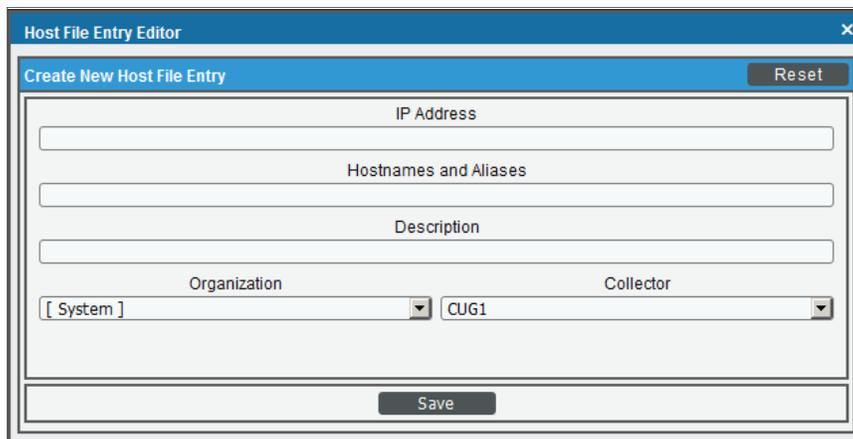 Host File Entry Editor
Create New Host File Entry Reset
IP Address
Hostnames and Aliases
Description
Organization Collector
[ System ] CUG1
Save